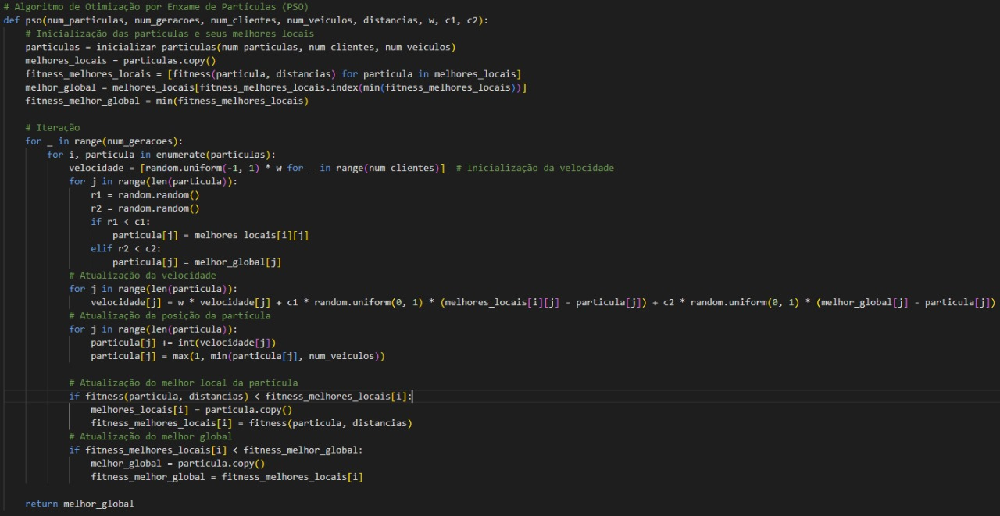 # Algoritmo de Otimização por Enxame de Partículas (PSO)
def pso(num_particulas, num_geracoes, num_clientes, num_veiculos, distancias, w, c1, c2):
    # Inicialização das partículas e seus melhores locais
    particulas = inicializar_particulas(num_particulas, num_clientes, num_veiculos)
    melhores_locais = particulas.copy()
    fitness_melhores_locais = [fitness(particula, distancias) for particula in melhores_locais]
    melhor_global = melhores_locais[fitness_melhores_locais.index(min(fitness_melhores_locais))]
    fitness_melhor_global = min(fitness_melhores_locais)

    # Iteração
    for _ in range(num_geracoes):
        for i, particula in enumerate(particulas):
            velocidade = [random.uniform(-1, 1) * w for _ in range(num_clientes)]  # Inicialização da velocidade
            for j in range(len(particula)):
                r1 = random.random()
                r2 = random.random()
                if r1 < c1:
                    particula[j] = melhores_locais[i][j]
                elif r2 < c2:
                    particula[j] = melhor_global[j]
            # Atualização da velocidade
            for j in range(len(particula)):
                velocidade[j] = w * velocidade[j] + c1 * random.uniform(0, 1) * (melhores_locais[i][j] - particula[j]) + c2 * random.uniform(0, 1) * (melhor_global[j] - particula[j])
            # Atualização da posição da partícula
            for j in range(len(particula)):
                particula[j] += int(velocidade[j])
                particula[j] = max(1, min(particula[j], num_veiculos))

            # Atualização do melhor local da partícula
            if fitness(particula, distancias) < fitness_melhores_locais[i]:
                melhores_locais[i] = particula.copy()
                fitness_melhores_locais[i] = fitness(particula, distancias)
            # Atualização do melhor global
            if fitness_melhores_locais[i] < fitness_melhor_global:
                melhor_global = particula.copy()
                fitness_melhor_global = fitness_melhores_locais[i]

    return melhor_global